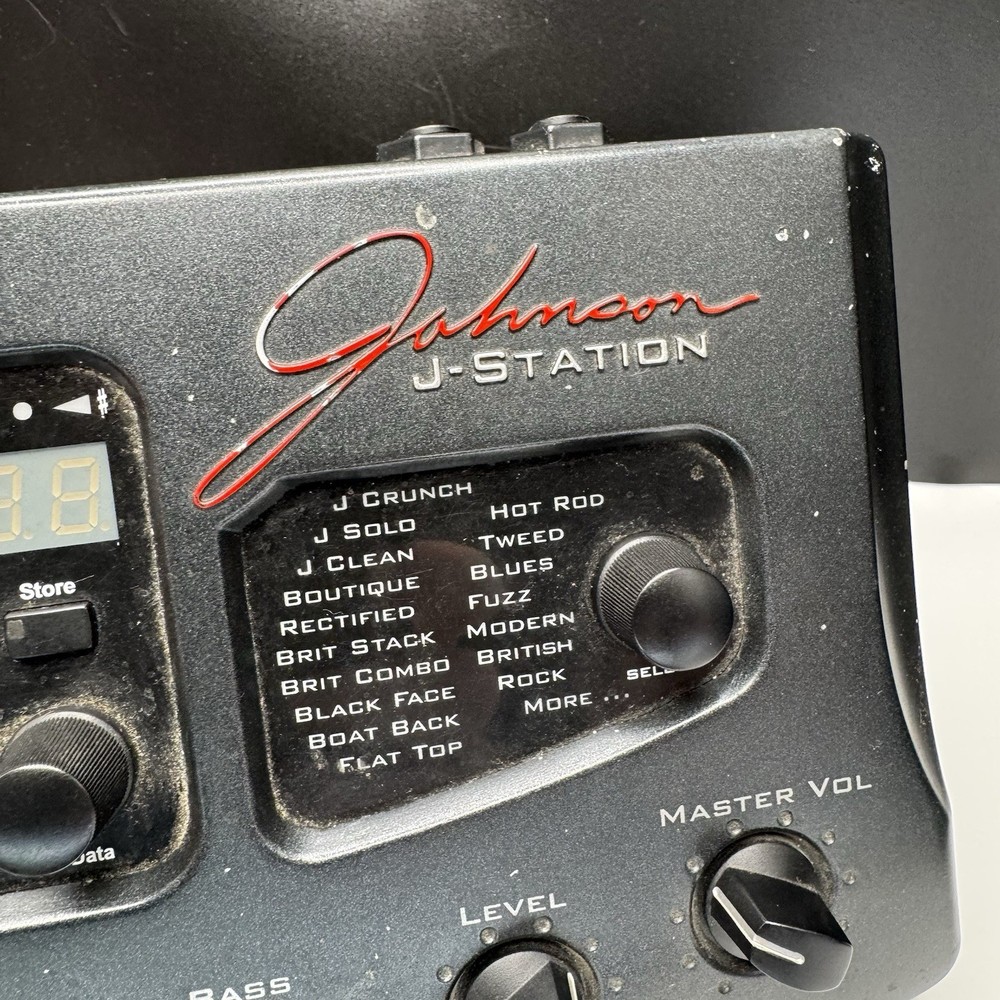 Johnson
J-STATION
#
88.
Store
Data
J CRUNCH
J SOLO
J CLEAN
BOUTIQUE
RECTIFIED
BRIT STACK
BRIT COMBO
BLACK FACE
BOAT BACK
FLAT TOP
HOT ROD
TWEED
BLUES
FUZZ
MODERN
BRITISH
ROCK
MORE ...
MASTER VOL
LEVEL
BASS